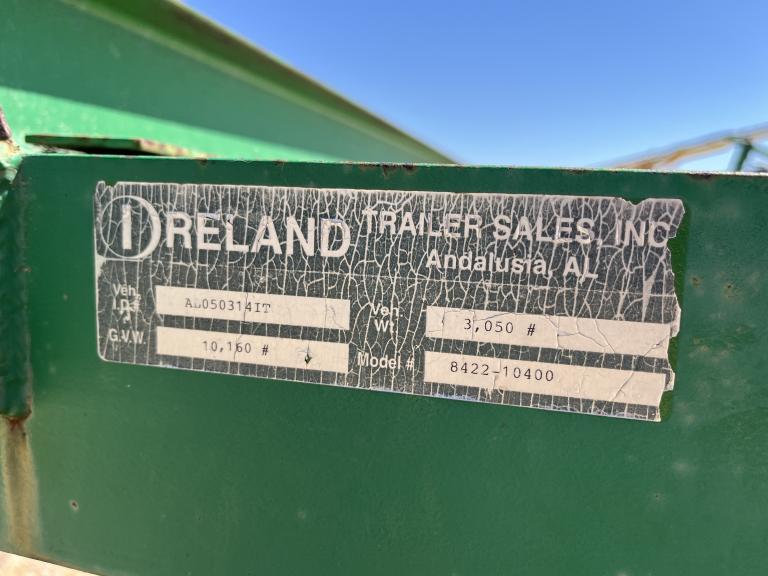 IRELAND TRAILER SALES, INC
Andalusia, AL
Veh. I.D.# AL050314IT Veh. Wt. 3,050 #
G.V.W. 10,160 # Model # 8422-10400